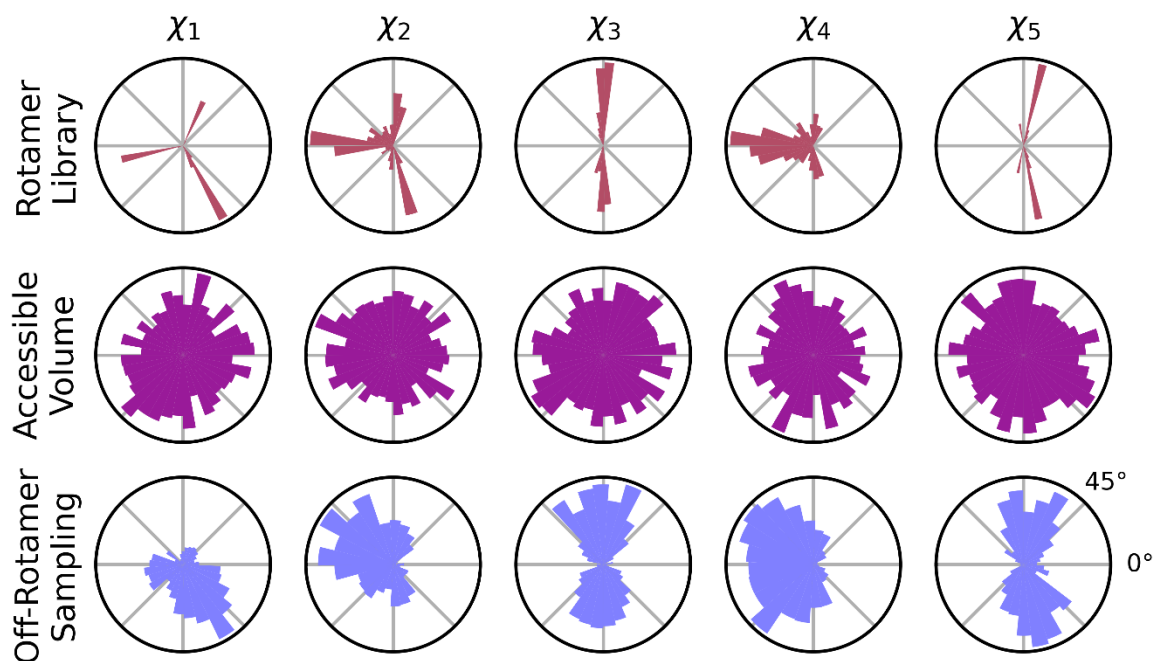 χ1 χ2 χ3 χ4 χ5
Rotamer
Library
Accessible
Volume
Off-Rotamer
Sampling
45°
0°